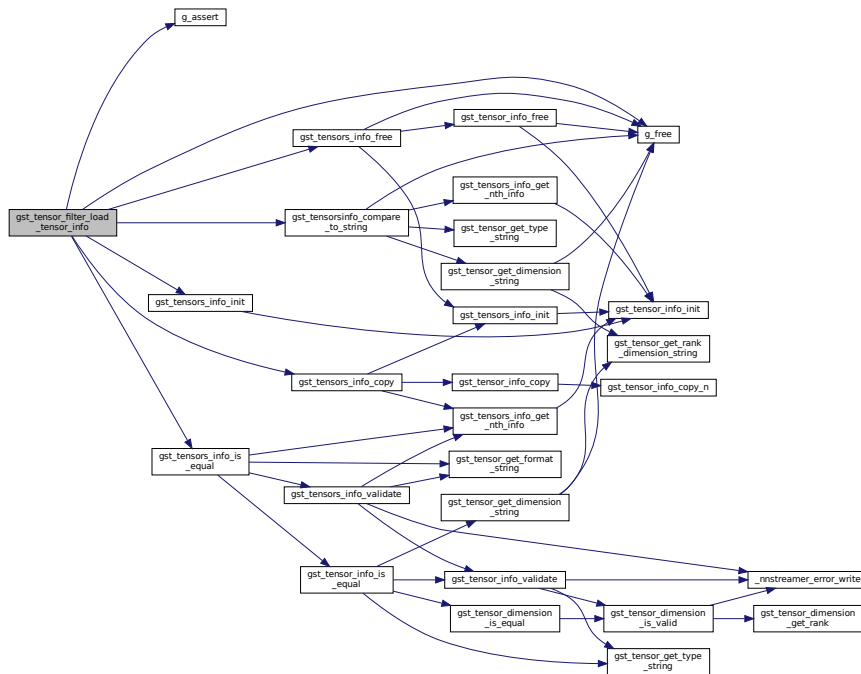 g_assert
gst_tensor_info_free
g_free
gst_tensors_info_free
gst_tensors_info_get
_nth_info
gst_tensor_filter_load
_tensor_info
gst_tensorsinfo_compare
_to_string
gst_tensor_get_type
_string
gst_tensor_get_dimension
_string
gst_tensors_info_init
gst_tensors_info_init
gst_tensor_info_init
gst_tensor_get_rank
_dimension_string
gst_tensors_info_copy
gst_tensor_info_copy
gst_tensor_info_copy_n
gst_tensors_info_get
_nth_info
gst_tensors_info_is
_equal
gst_tensor_get_format
_string
gst_tensors_info_validate
gst_tensor_get_dimension
_string
gst_tensor_info_is
_equal
gst_tensor_info_validate
_nnstreamer_error_write
gst_tensor_dimension
_is_equal
gst_tensor_dimension
_is_valid
gst_tensor_dimension
_get_rank
gst_tensor_get_type
_string